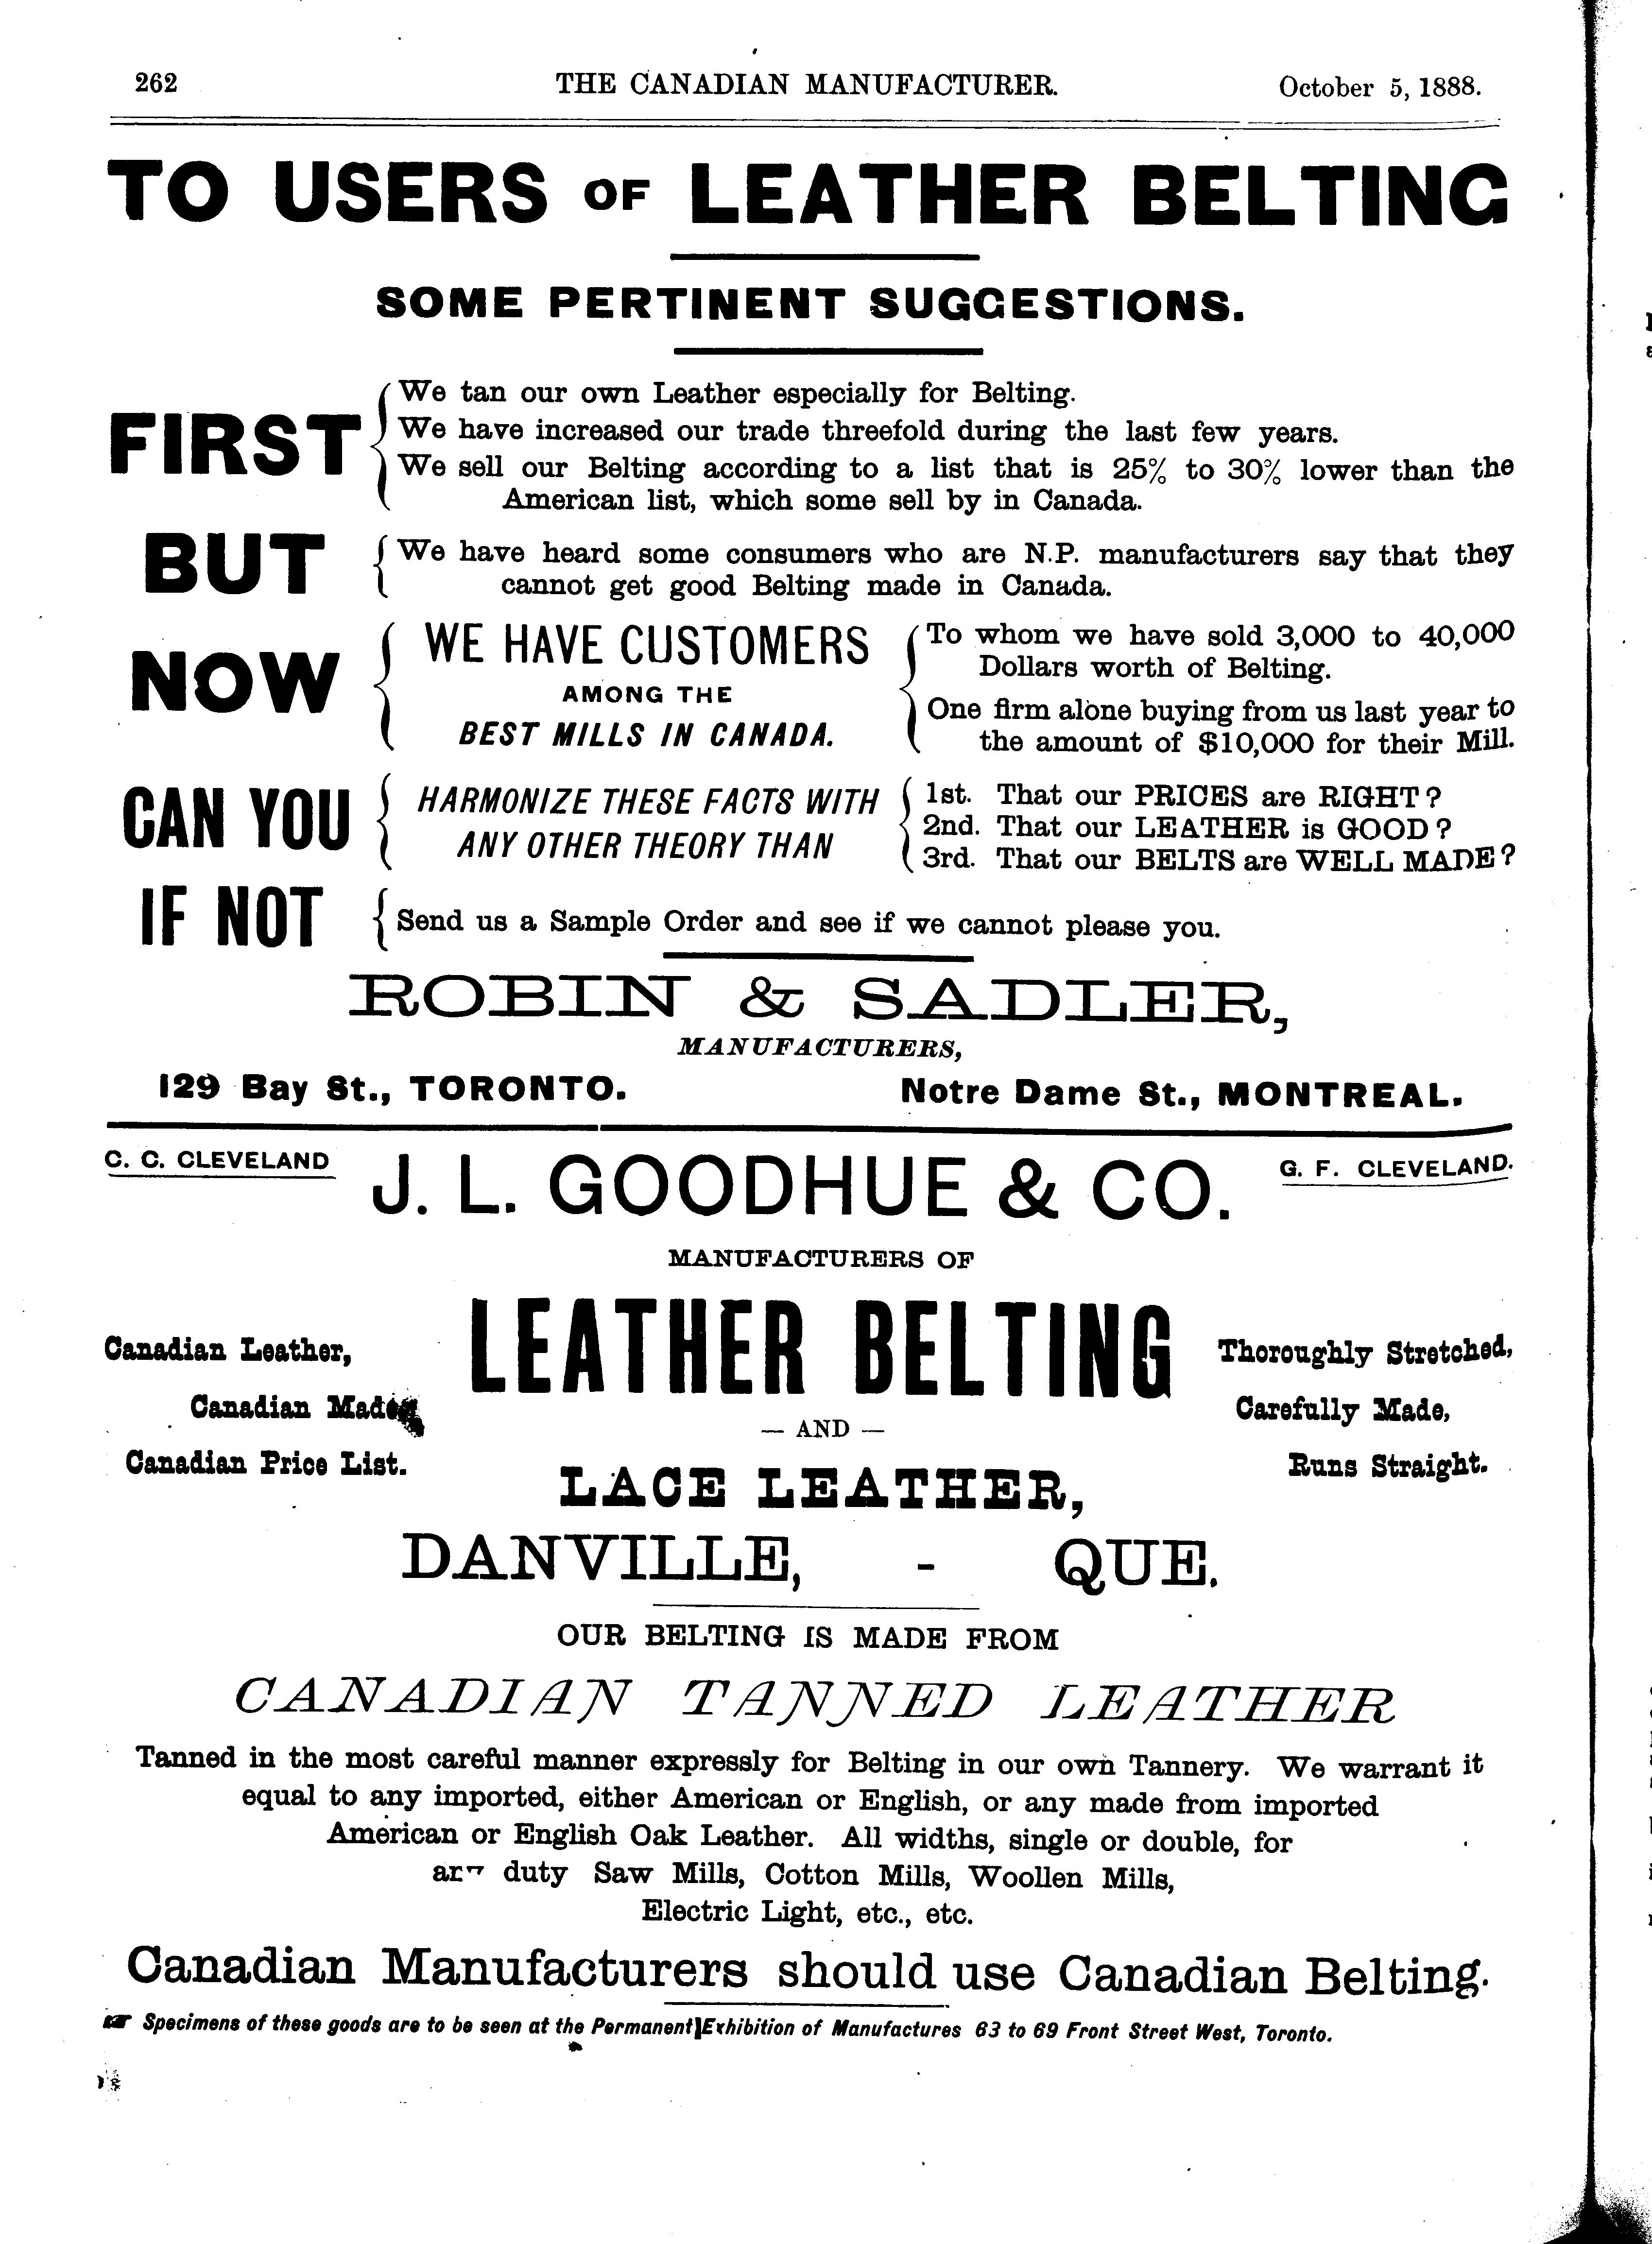 262 THE CANADIAN MANUFACTURER. October 5, 1888.
TO USERS OF LEATHER BELTING
SOME PERTINENT SUGGESTIONS.
FIRST
We tan our own Leather especially for Belting.
We have increased our trade threefold during the last few years.
We sell our Belting according to a list that is 25% to 30% lower than the
American list, which some sell by in Canada.
BUT
We have heard some consumers who are N.P. manufacturers say that they
cannot get good Belting made in Canada.
NOW
WE HAVE CUSTOMERS
AMONG THE
BEST MILLS IN CANADA.
To whom we have sold 3,000 to 40,000
Dollars worth of Belting.
One firm alone buying from us last year to
the amount of $10,000 for their Mill.
CAN YOU
HARMONIZE THESE FACTS WITH
ANY OTHER THEORY THAN
1st. That our PRICES are RIGHT?
2nd. That our LEATHER is GOOD?
3rd. That our BELTS are WELL MADE?
IF NOT
Send us a Sample Order and see if we cannot please you.
ROBIN & SADLER,
MANUFACTURERS,
129 Bay St., TORONTO. Notre Dame St., MONTREAL.
C. C. CLEVELAND J. L. GOODHUE & CO. G. F. CLEVELAND.
MANUFACTURERS OF
LEATHER BELTING
Canadian Leather,
Canadian Made,
Canadian Price List.
Thoroughly Stretched,
Carefully Made,
Runs Straight.
— AND —
LACE LEATHER,
DANVILLE, - QUE.
OUR BELTING IS MADE FROM
CANADIAN TANNED LEATHER
Tanned in the most careful manner expressly for Belting in our own Tannery. We warrant it
equal to any imported, either American or English, or any made from imported
American or English Oak Leather. All widths, single or double, for
duty Saw Mills, Cotton Mills, Woollen Mills,
Electric Light, etc., etc.
Canadian Manufacturers should use Canadian Belting.
☞ Specimens of these goods are to be seen at the Permanent Exhibition of Manufactures 63 to 69 Front Street West, Toronto.